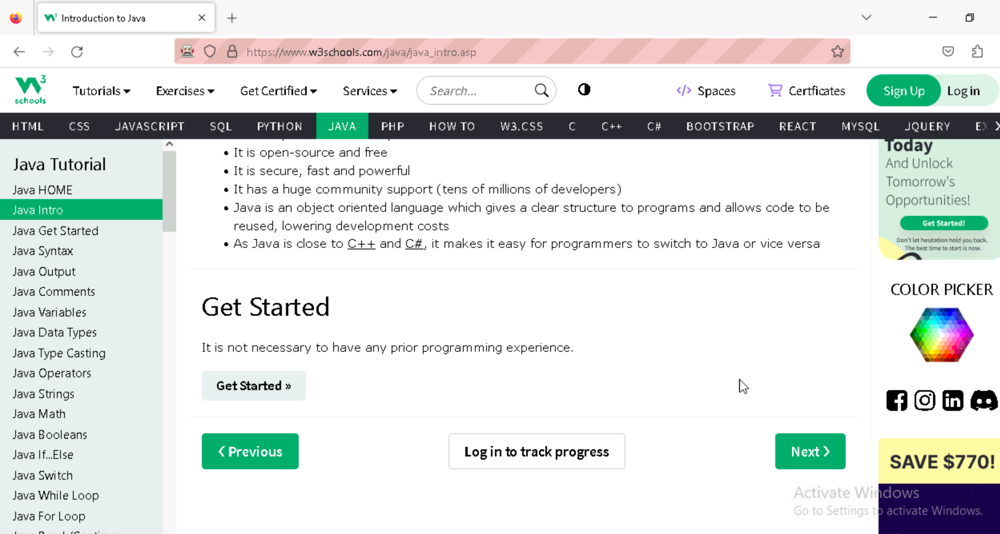 Introduction to Java
https://www.w3schools.com/java/java_intro.asp
W3 schools
Tutorials
Exercises
Get Certified
Services
Search...
Spaces
Certficates
Sign Up
Log in
HTML
CSS
JAVASCRIPT
SQL
PYTHON
JAVA
PHP
HOW TO
W3.CSS
C
C++
C#
BOOTSTRAP
REACT
MYSQL
JQUERY
Java Tutorial
Java HOME
Java Intro
Java Get Started
Java Syntax
Java Output
Java Comments
Java Variables
Java Data Types
Java Type Casting
Java Operators
Java Strings
Java Math
Java Booleans
Java If...Else
Java Switch
Java While Loop
Java For Loop
• It is open-source and free
• It is secure, fast and powerful
• It has a huge community support (tens of millions of developers)
• Java is an object oriented language which gives a clear structure to programs and allows code to be
reused, lowering development costs
• As Java is close to C++ and C#, it makes it easy for programmers to switch to Java or vice versa
Get Started
It is not necessary to have any prior programming experience.
Get Started »
❮ Previous
Log in to track progress
Next ❯
Today
And Unlock
Tomorrow's
Opportunities!
Get Started!
Don't let hesitation hold you back.
The best time to start is now.
COLOR PICKER
SAVE $770!
Activate Windows
Go to Settings to activate Windows.